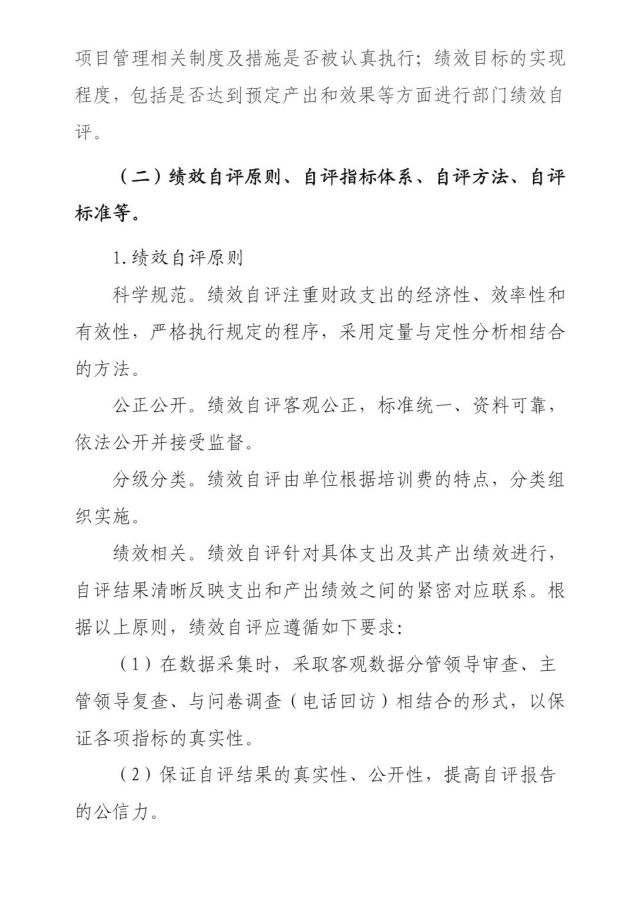 项目管理相关制度及措施是否被认真执行；绩效目标的实现
程度，包括是否达到预定产出和效果等方面进行部门绩效自
评。
（二）绩效自评原则、自评指标体系、自评方法、自评
标准等。
1.绩效自评原则
科学规范。绩效自评注重财政支出的经济性、效率性和
有效性，严格执行规定的程序，采用定量与定性分析相结合
的方法。
公正公开。绩效自评客观公正，标准统一、资料可靠，
依法公开并接受监督。
分级分类。绩效自评由单位根据培训费的特点，分类组
织实施。
绩效相关。绩效自评针对具体支出及其产出绩效进行，
自评结果清晰反映支出和产出绩效之间的紧密对应联系。根
据以上原则，绩效自评应遵循如下要求：
（1）在数据采集时，采取客观数据分管领导审查、主
管领导复查、与问卷调查（电话回访）相结合的形式，以保
证各项指标的真实性。
（2）保证自评结果的真实性、公开性，提高自评报告
的公信力。